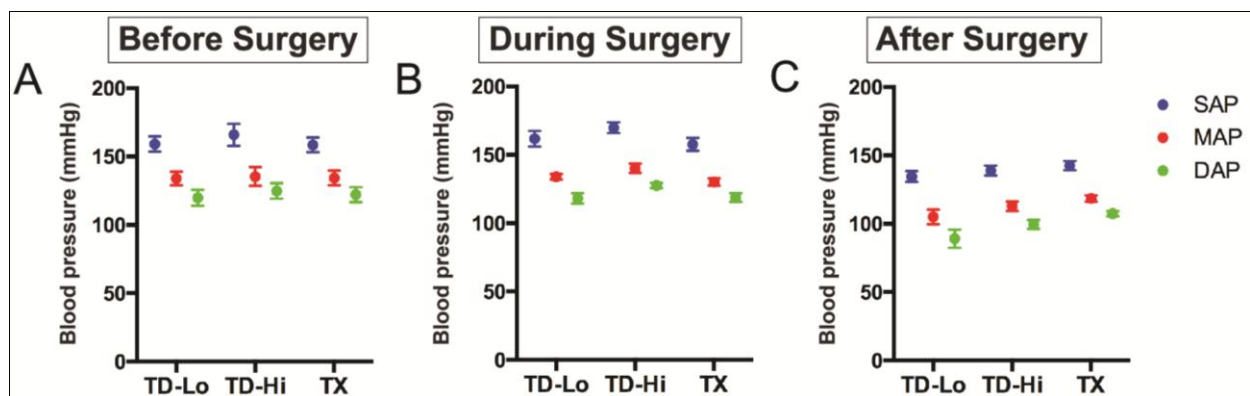 Before Surgery
During Surgery
After Surgery
A
B
C
Blood pressure (mmHg)
200
150
100
50
0
TD-Lo TD-Hi TX
Blood pressure (mmHg)
200
150
100
50
0
TD-Lo TD-Hi TX
Blood pressure (mmHg)
200
150
100
50
0
TD-Lo TD-Hi TX
SAP
MAP
DAP